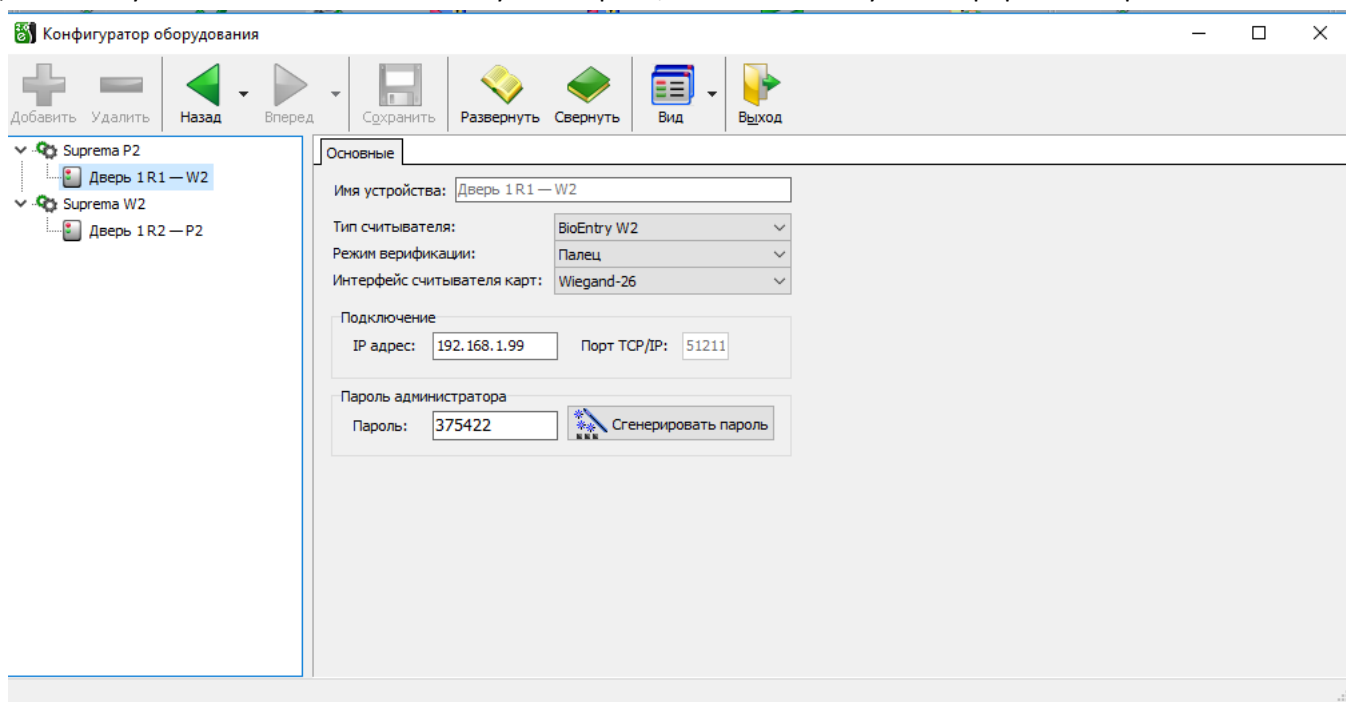 Конфигуратор оборудования
Добавить Удалить Назад Вперед Сохранить Развернуть Свернуть Вид Выход
Suprema P2
Дверь 1 R1 — W2
Suprema W2
Дверь 1 R2 — P2
Основные
Имя устройства: Дверь 1 R1 — W2
Тип считывателя: BioEntry W2
Режим верификации: Палец
Интерфейс считывателя карт: Wiegand-26
Подключение
IP адрес: 192.168.1.99 Порт TCP/IP: 51211
Пароль администратора
Пароль: 375422 Сгенерировать пароль